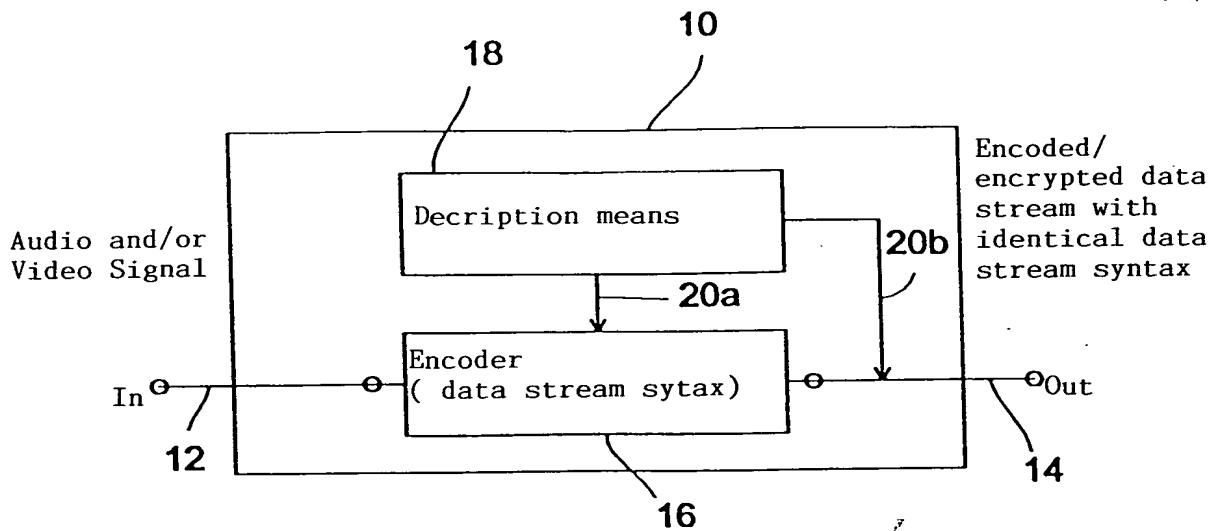 10
18
Decription means
Encoded/
encrypted data
stream with
identical data
stream syntax
Audio and/or
Video Signal
20b
20a
Encoder
( data stream sytax)
In
Out
12
14
16